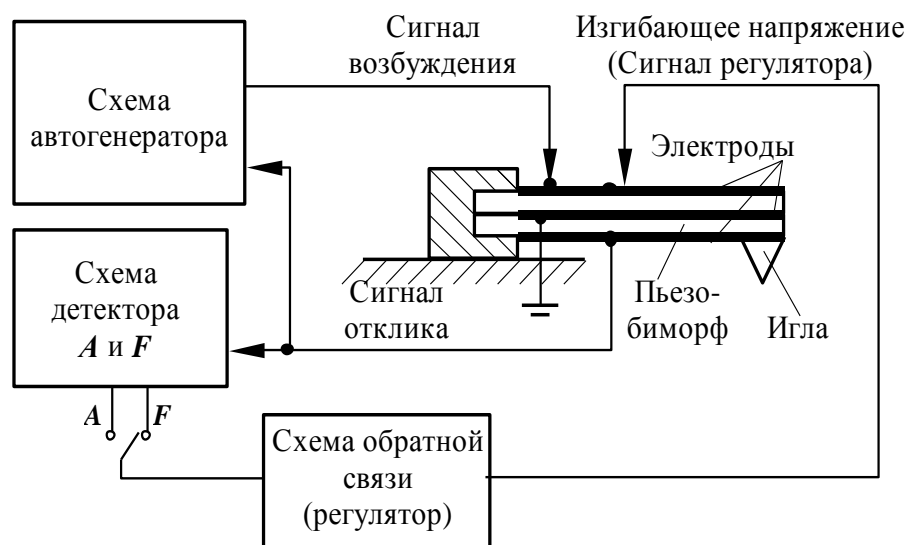 Сигнал
возбуждения
Изгибающее напряжение
(Сигнал регулятора)
Схема
автогенератора
Электроды
Схема
детектора
A и F
Сигнал
отклика
Пьезо-
биморф
Игла
A
F
Схема обратной
связи
(регулятор)